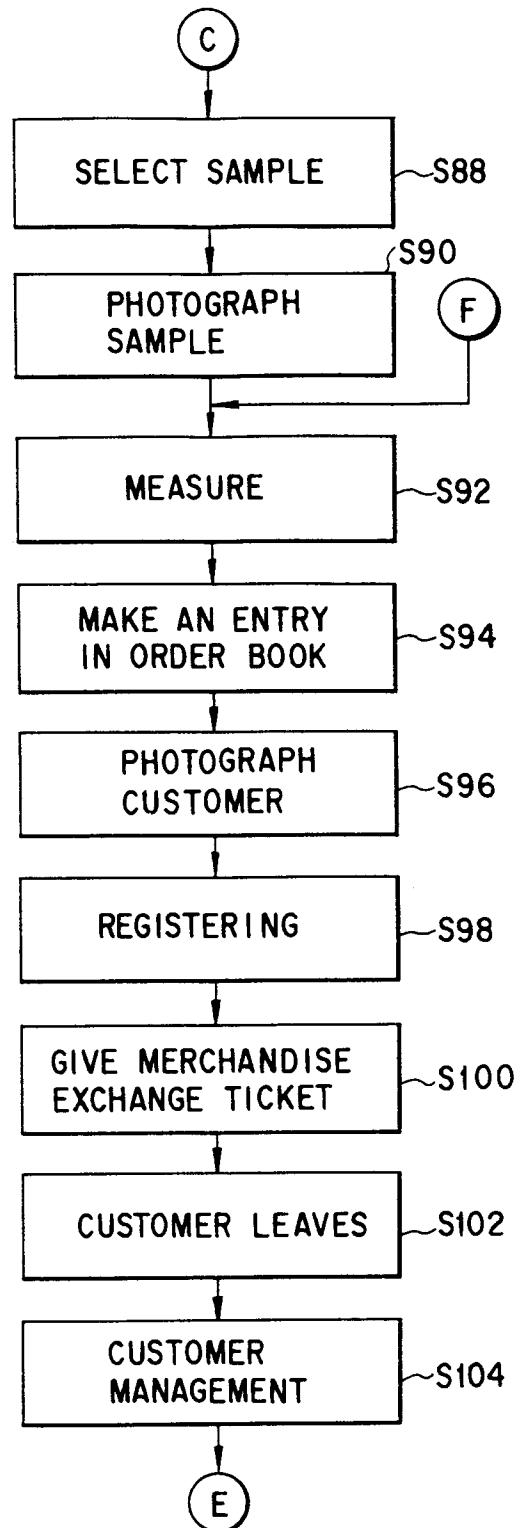 C
SELECT SAMPLE
S88
S90
PHOTOGRAPH
SAMPLE
F
MEASURE
S92
MAKE AN ENTRY
IN ORDER BOOK
S94
PHOTOGRAPH
CUSTOMER
S96
REGISTERING
S98
GIVE MERCHANDISE
EXCHANGE TICKET
S100
CUSTOMER LEAVES
S102
CUSTOMER
MANAGEMENT
S104
E